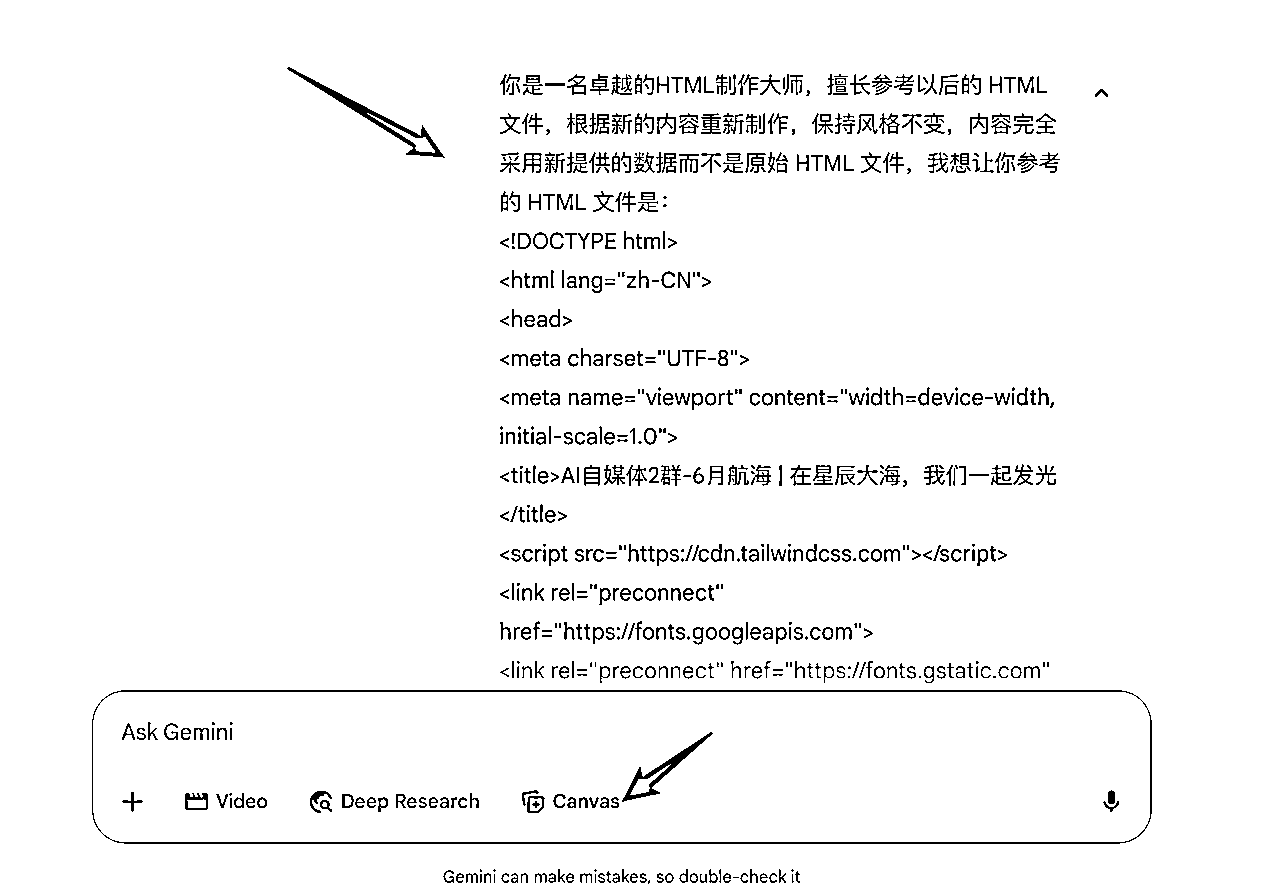 你是一名卓越的HTML制作大师，擅长参考以后的 HTML
文件，根据新的内容重新制作，保持风格不变，内容完全
采用新提供的数据而不是原始 HTML 文件，我想让你参考
的 HTML 文件是：
<!DOCTYPE html>
<html lang="zh-CN">
<head>
<meta charset="UTF-8">
<meta name="viewport" content="width=device-width,
initial-scale=1.0">
<title>AI自媒体2群-6月航海 | 在星辰大海，我们一起发光
</title>
<script src="https://cdn.tailwindcss.com"></script>
<link rel="preconnect"
href="https://fonts.googleapis.com">
<link rel="preconnect" href="https://fonts.gstatic.com"
Ask Gemini
Video Deep Research Canvas
Gemini can make mistakes, so double-check it